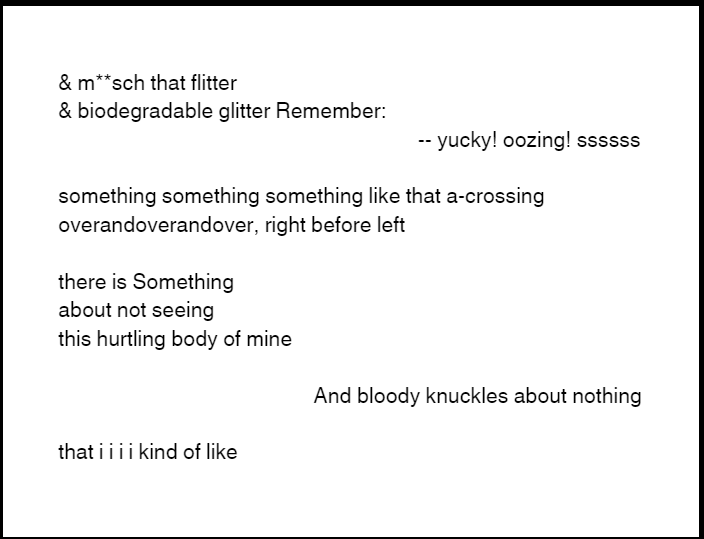 & m**sch that flitter
& biodegradable glitter Remember:
-- yucky! oozing! ssssss
something something something like that a-crossing
overandoverandover, right before left
there is Something
about not seeing
this hurtling body of mine
And bloody knuckles about nothing
that i i i i kind of like